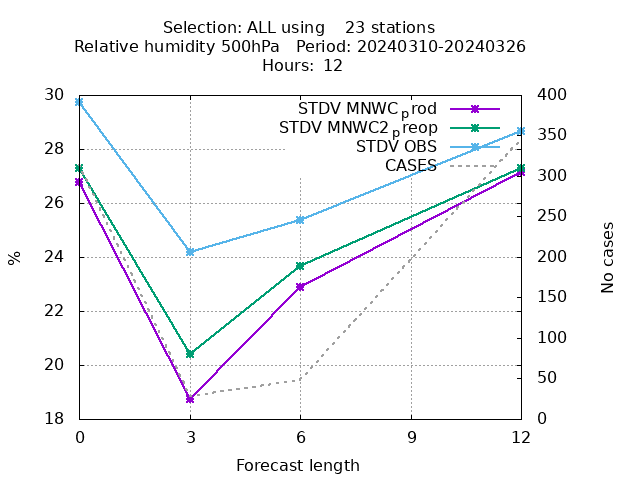 Selection: ALL using    23 stations
Relative humidity 500hPa   Period: 20240310-20240326
Hours:  12
STDV MNWC_prod
STDV MNWC2_preop
STDV OBS
CASES
30
28
26
24
22
20
18
%
400
350
300
250
200
150
100
50
0
No cases
0 3 6 9 12
Forecast length